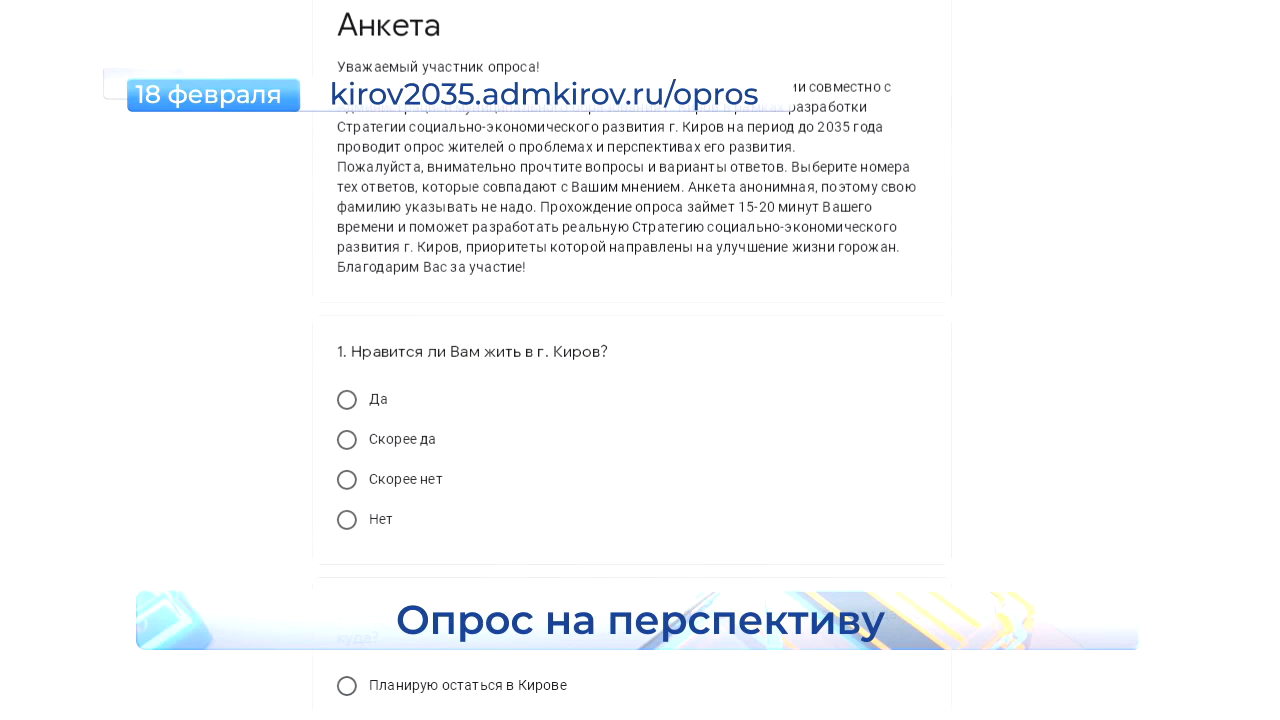 Анкета
Уважаемый участник опроса!
18 февраля
kirov2035.admkirov.ru/opros
ии совместно с
разработки
Стратегии социально-экономического развития г. Киров на период до 2035 года
проводит опрос жителей о проблемах и перспективах его развития.
Пожалуйста, внимательно прочтите вопросы и варианты ответов. Выберите номера
тех ответов, которые совпадают с Вашим мнением. Анкета анонимная, поэтому свою
фамилию указывать не надо. Прохождение опроса займет 15-20 минут Вашего
времени и поможет разработать реальную Стратегию социально-экономического
развития г. Киров, приоритеты которой направлены на улучшение жизни горожан.
Благодарим Вас за участие!
1. Нравится ли Вам жить в г. Киров?
Да
Скорее да
Скорее нет
Нет
Опрос на перспективу
куда?
Планирую остаться в Кирове